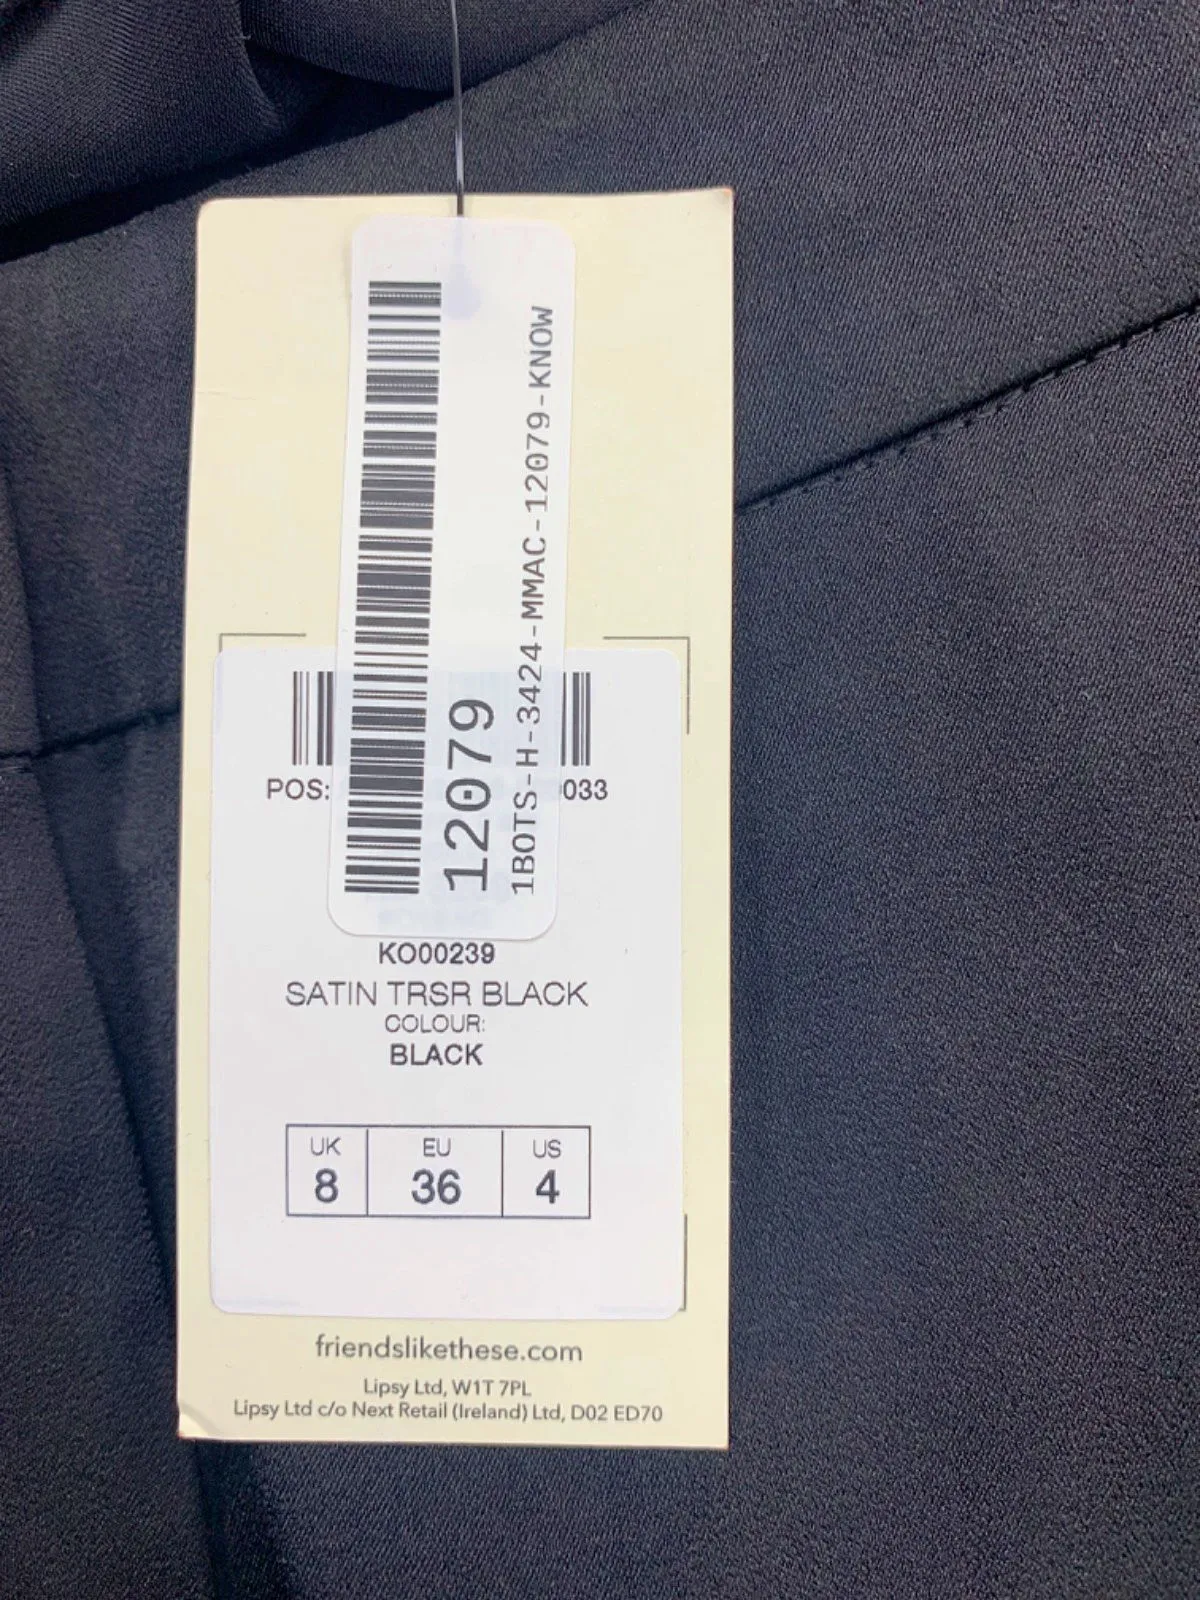 12079
1BOTS-H-3424-MMAC-12079-KNOW
POS: 033
KO00239
SATIN TRSR BLACK
COLOUR:
BLACK
UK EU US
8 36 4
friendslikethese.com
Lipsy Ltd, W1T 7PL
Lipsy Ltd c/o Next Retail (Ireland) Ltd, D02 ED70